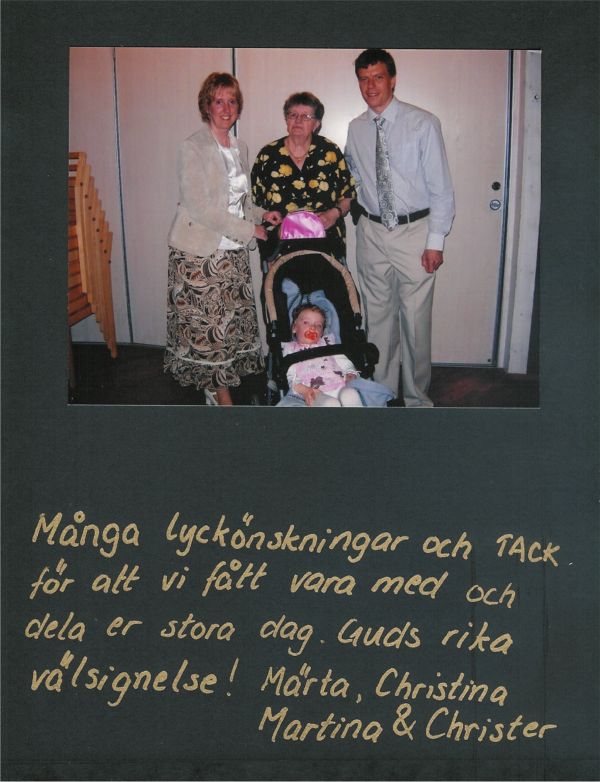 Många lyckönskningar och TACK
för att vi fått vara med och
dela er stora dag. Guds rika
välsignelse! Märta, Christina
Martina & Christer